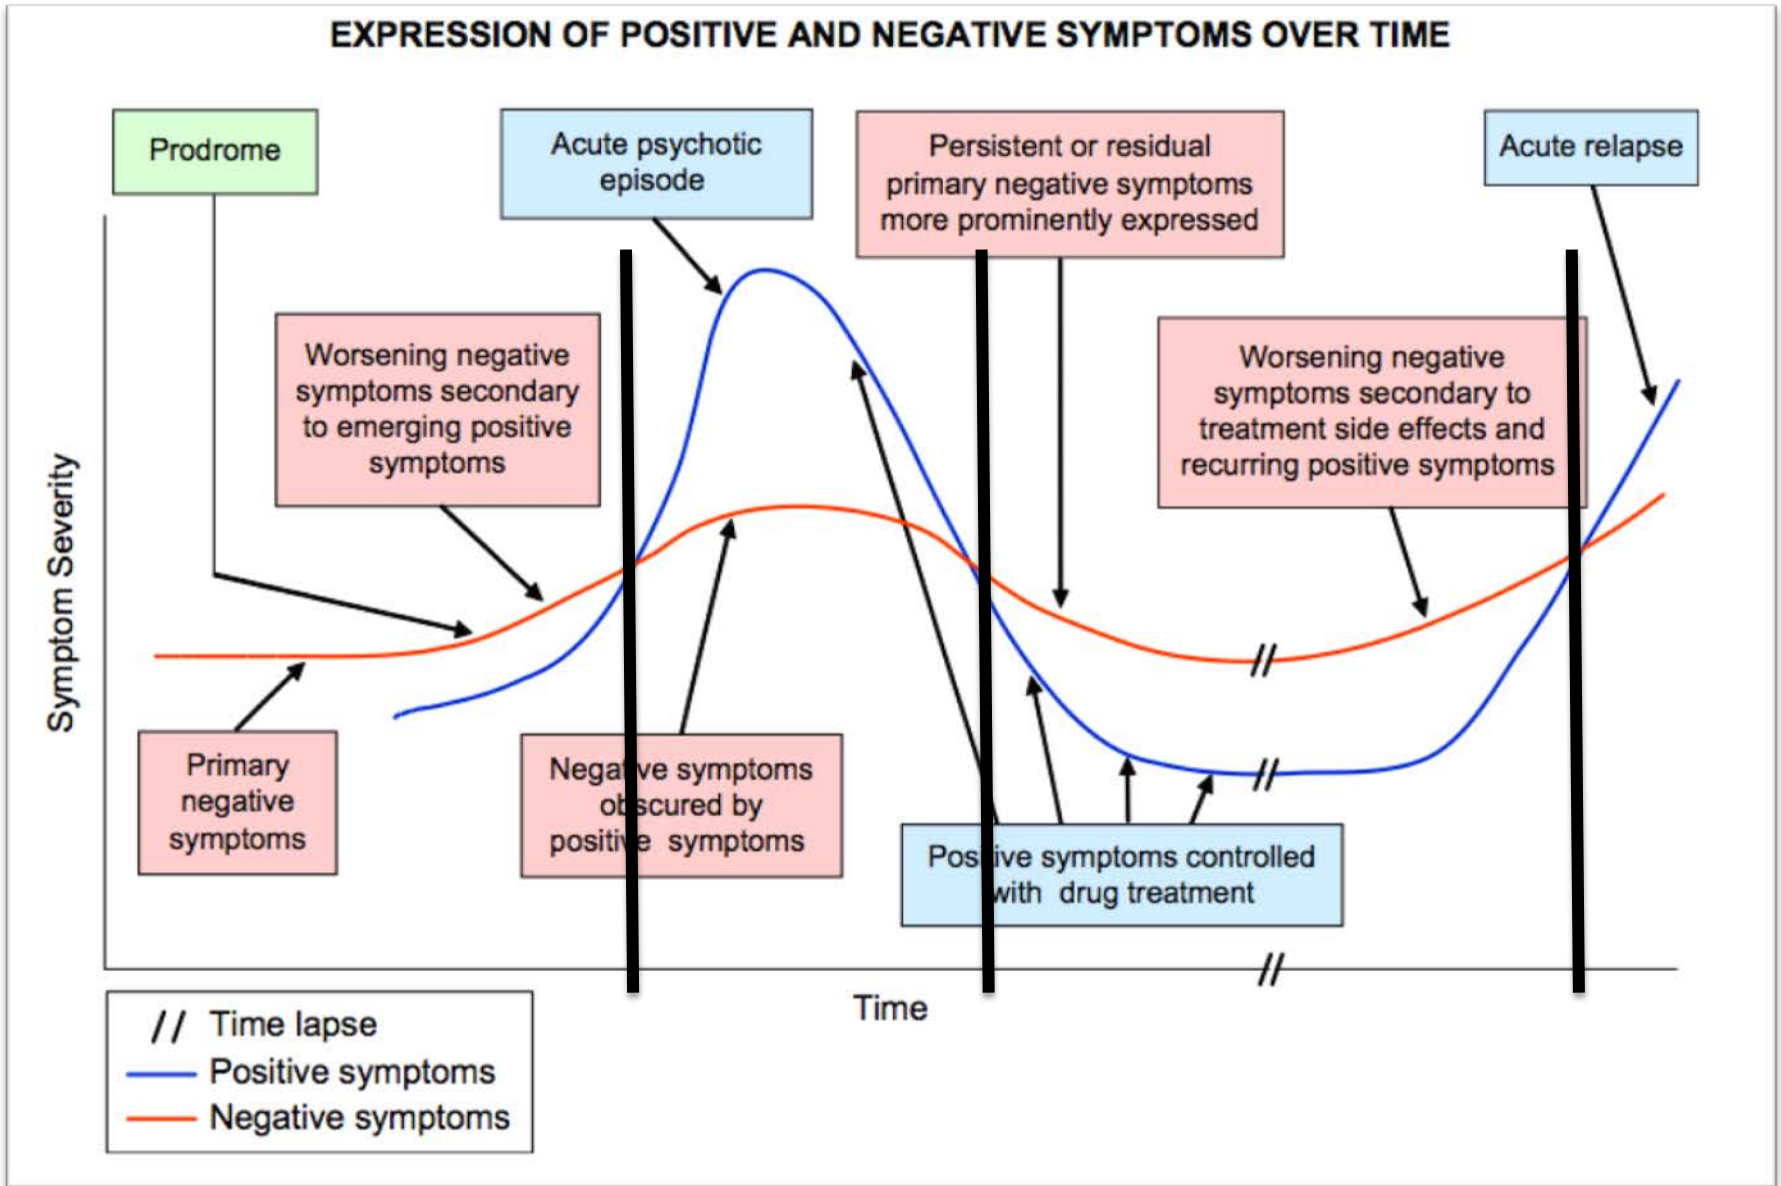 EXPRESSION OF POSITIVE AND NEGATIVE SYMPTOMS OVER TIME
Prodrome
Acute psychotic
episode
Persistent or residual
primary negative symptoms
more prominently expressed
Acute relapse
Worsening negative
symptoms secondary
to emerging positive
symptoms
Worsening negative
symptoms secondary to
treatment side effects and
recurring positive symptoms
Symptom Severity
Primary
negative
symptoms
Negative symptoms
obscured by
positive symptoms
Positive symptoms controlled
with drug treatment
Time
// Time lapse
Positive symptoms
Negative symptoms